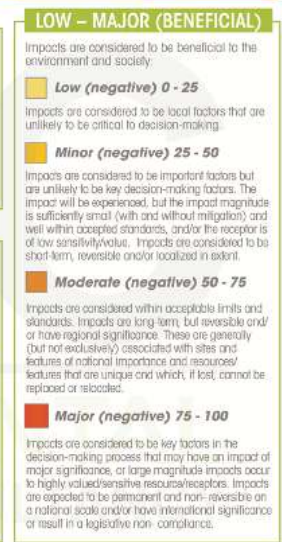 LOW – MAJOR (BENEFICIAL)
Impacts are considered to be beneficial to the
environment and society.
Low (negative) 0 - 25
Impacts are considered to be local factors that are
unlikely to be critical to decision-making.
Minor (negative) 25 - 50
Impacts are considered to be important factors but
are unlikely to be key decision-making factors. The
impact will be experienced, but the impact magnitude
is sufficiently small (with and without mitigation) and
well within accepted standards, and/or the receptor is
of low sensitivity/value. Impacts are considered to be
short-term, reversible and/or localized in extent.
Moderate (negative) 50 - 75
Impacts are considered within acceptable limits and
standards. Impacts are long-term, but reversible and/
or have regional significance. These are generally
(but not exclusively) associated with sites and
features of national importance and resources/
features that are unique and which, if lost, cannot be
replaced or relocated.
Major (negative) 75 - 100
Impacts are considered to be key factors in the
decision-making process that may have an impact of
major significance, or large magnitude impacts occur
to highly valued/sensitive resource/receptors. Impacts
are expected to be permanent and non- reversible on
a national scale and/or have international significance
or result in a legislative non- compliance.